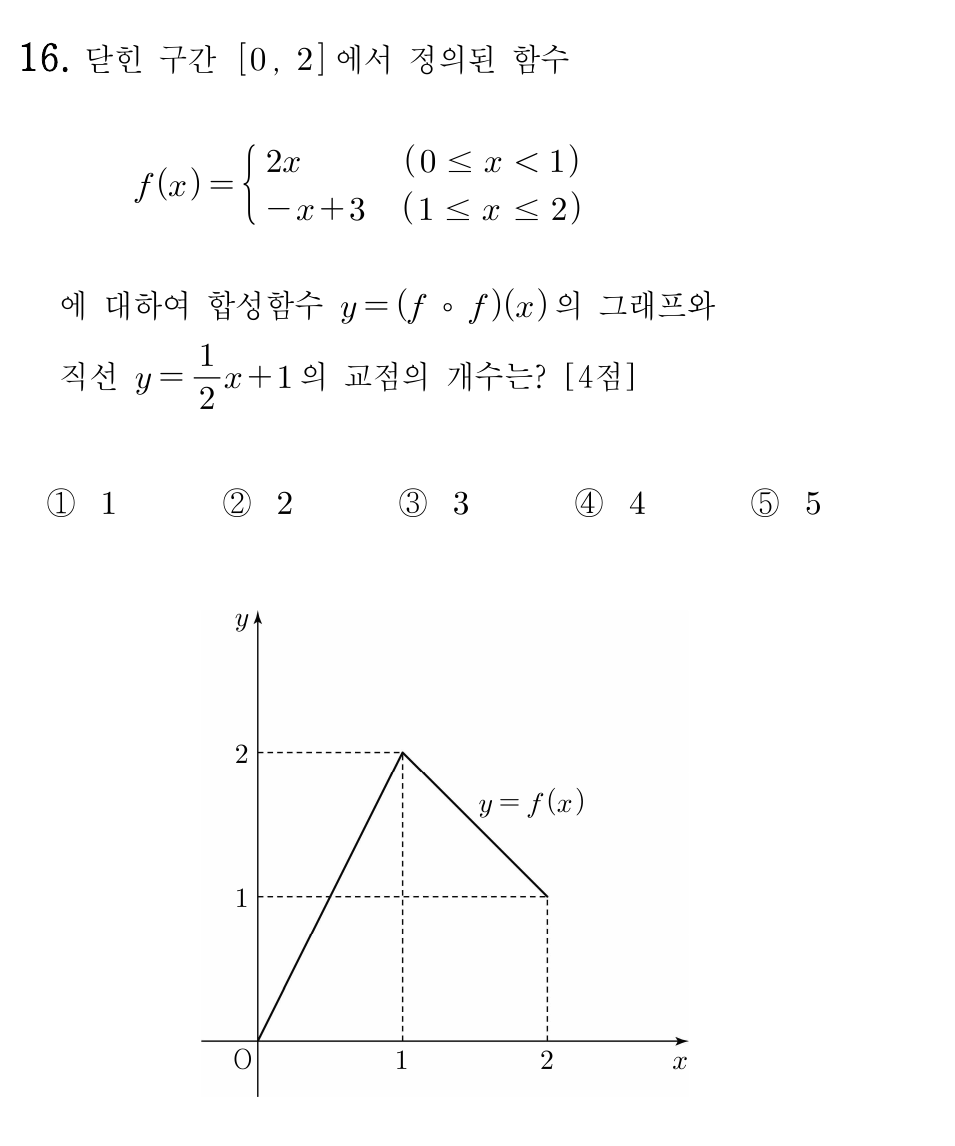 16. 닫힌 구간 [0, 2]에서 정의된 함수
f(x) = { 2x (0 ≤ x < 1)
−x+3 (1 ≤ x ≤ 2)
에 대하여 합성함수 y=(f ∘ f)(x)의 그래프와
직선 y=1/2x+1의 교점의 개수는? [4점]
① 1 ② 2 ③ 3 ④ 4 ⑤ 5
y
2
y=f(x)
1
O 1 2 x